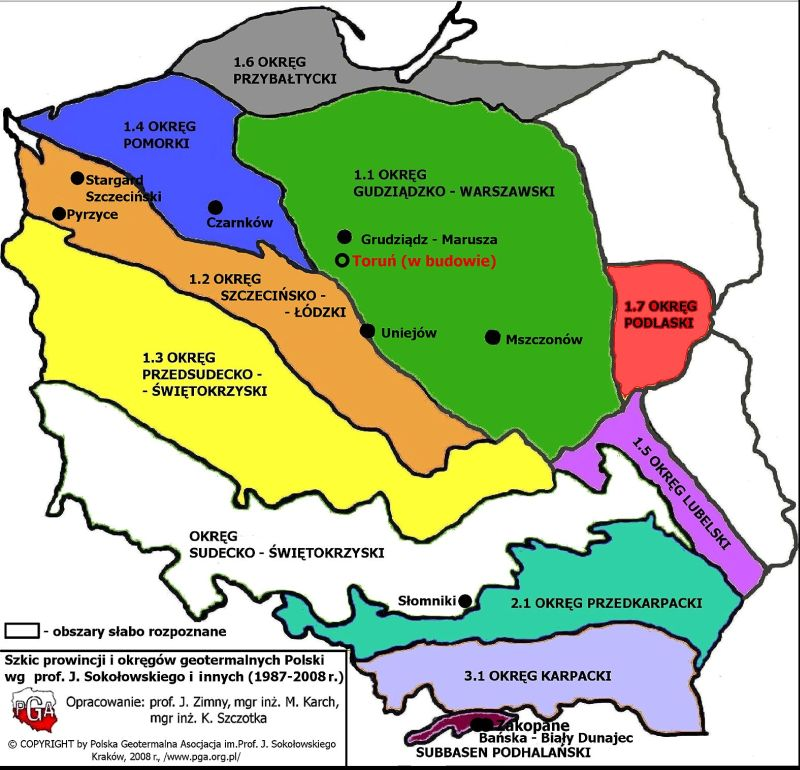 1.6 OKRĘG
PRZYBAŁTYCKI
1.4 OKRĘG
POMORKI
1.1 OKRĘG
GUDZIĄDZKO - WARSZAWSKI
Stargard
Szczeciński
Pyrzyce
Czarnków
Grudziądz - Marusza
Toruń (w budowie)
1.2 OKRĘG
SZCZECIŃSKO -
- ŁÓDZKI
1.7 OKRĘG
PODLASKI
Uniejów
Mszczonów
1.3 OKRĘG
PRZEDSUDECKO -
- ŚWIĘTOKRZYSKI
1.5 OKRĘG LUBELSKI
OKRĘG
SUDECKO - ŚWIĘTOKRZYSKI
Słomniki
2.1 OKRĘG PRZEDKARPACKI
- obszary słabo rozpoznane
3.1 OKRĘG KARPACKI
Zakopane
Bańska - Biały Dunajec
SUBBASEN PODHALAŃSKI
Szkic prowincji i okręgów geotermalnych Polski
wg prof. J. Sokołowskiego i innych (1987-2008 r.)
PGA
Opracowanie: prof. J. Zimny, mgr inż. M. Karch,
mgr inż. K. Szczotka
© COPYRIGHT by Polska Geotermalna Asocjacja im.Prof. J. Sokołowskiego
Kraków, 2008 r., /www.pga.org.pl/